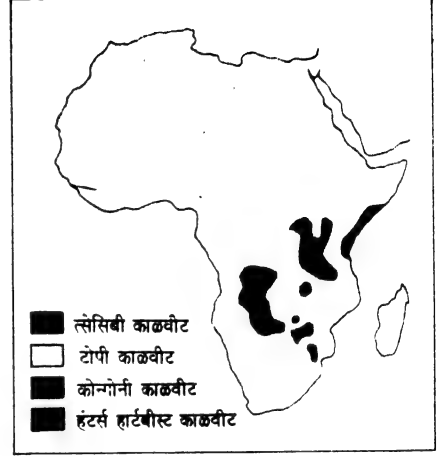 त्सेसिबी काळवीट
टोपी काळवीट
कोन्गोनी काळवीट
हंटर्स हार्टबीस्ट काळवीट